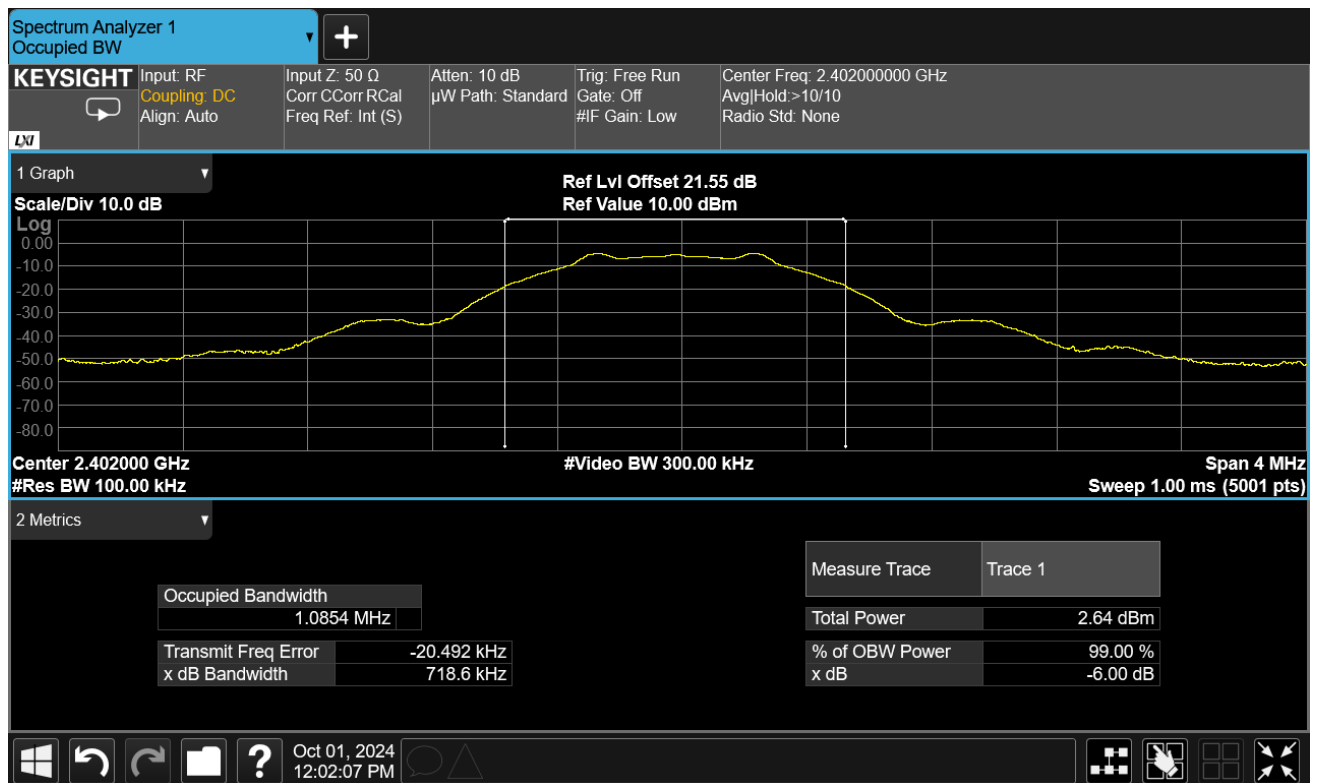 Spectrum Analyzer 1
Occupied BW
KEYSIGHT
LXI
Input: RF
Coupling: DC
Align: Auto
Input Z: 50 Ω
Corr CCorr RCal
Freq Ref: Int (S)
Atten: 10 dB
µW Path: Standard
Trig: Free Run
Gate: Off
#IF Gain: Low
Center Freq: 2.402000000 GHz
Avg|Hold:>10/10
Radio Std: None
1 Graph
Scale/Div 10.0 dB
Ref Lvl Offset 21.55 dB
Ref Value 10.00 dBm
Log
0.00
-10.0
-20.0
-30.0
-40.0
-50.0
-60.0
-70.0
-80.0
Center 2.402000 GHz
#Video BW 300.00 kHz
Span 4 MHz
#Res BW 100.00 kHz
Sweep 1.00 ms (5001 pts)
2 Metrics
Measure Trace Trace 1
Occupied Bandwidth
1.0854 MHz
Total Power 2.64 dBm
Transmit Freq Error -20.492 kHz
% of OBW Power 99.00 %
x dB Bandwidth 718.6 kHz
x dB -6.00 dB
?
Oct 01, 2024
12:02:07 PM